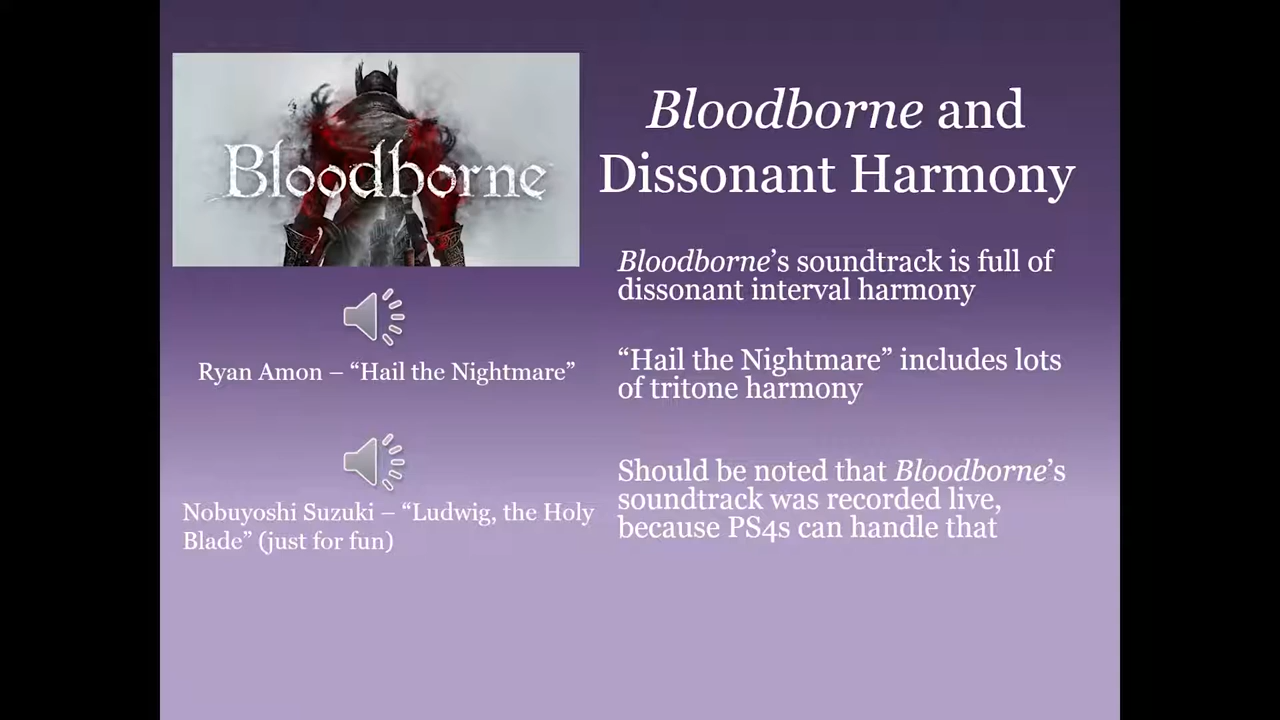 Bloodborne
Bloodborne and
Dissonant Harmony
Bloodborne’s soundtrack is full of
dissonant interval harmony
Ryan Amon – “Hail the Nightmare”
“Hail the Nightmare” includes lots
of tritone harmony
Nobuyoshi Suzuki – “Ludwig, the Holy
Blade” (just for fun)
Should be noted that Bloodborne’s
soundtrack was recorded live,
because PS4s can handle that